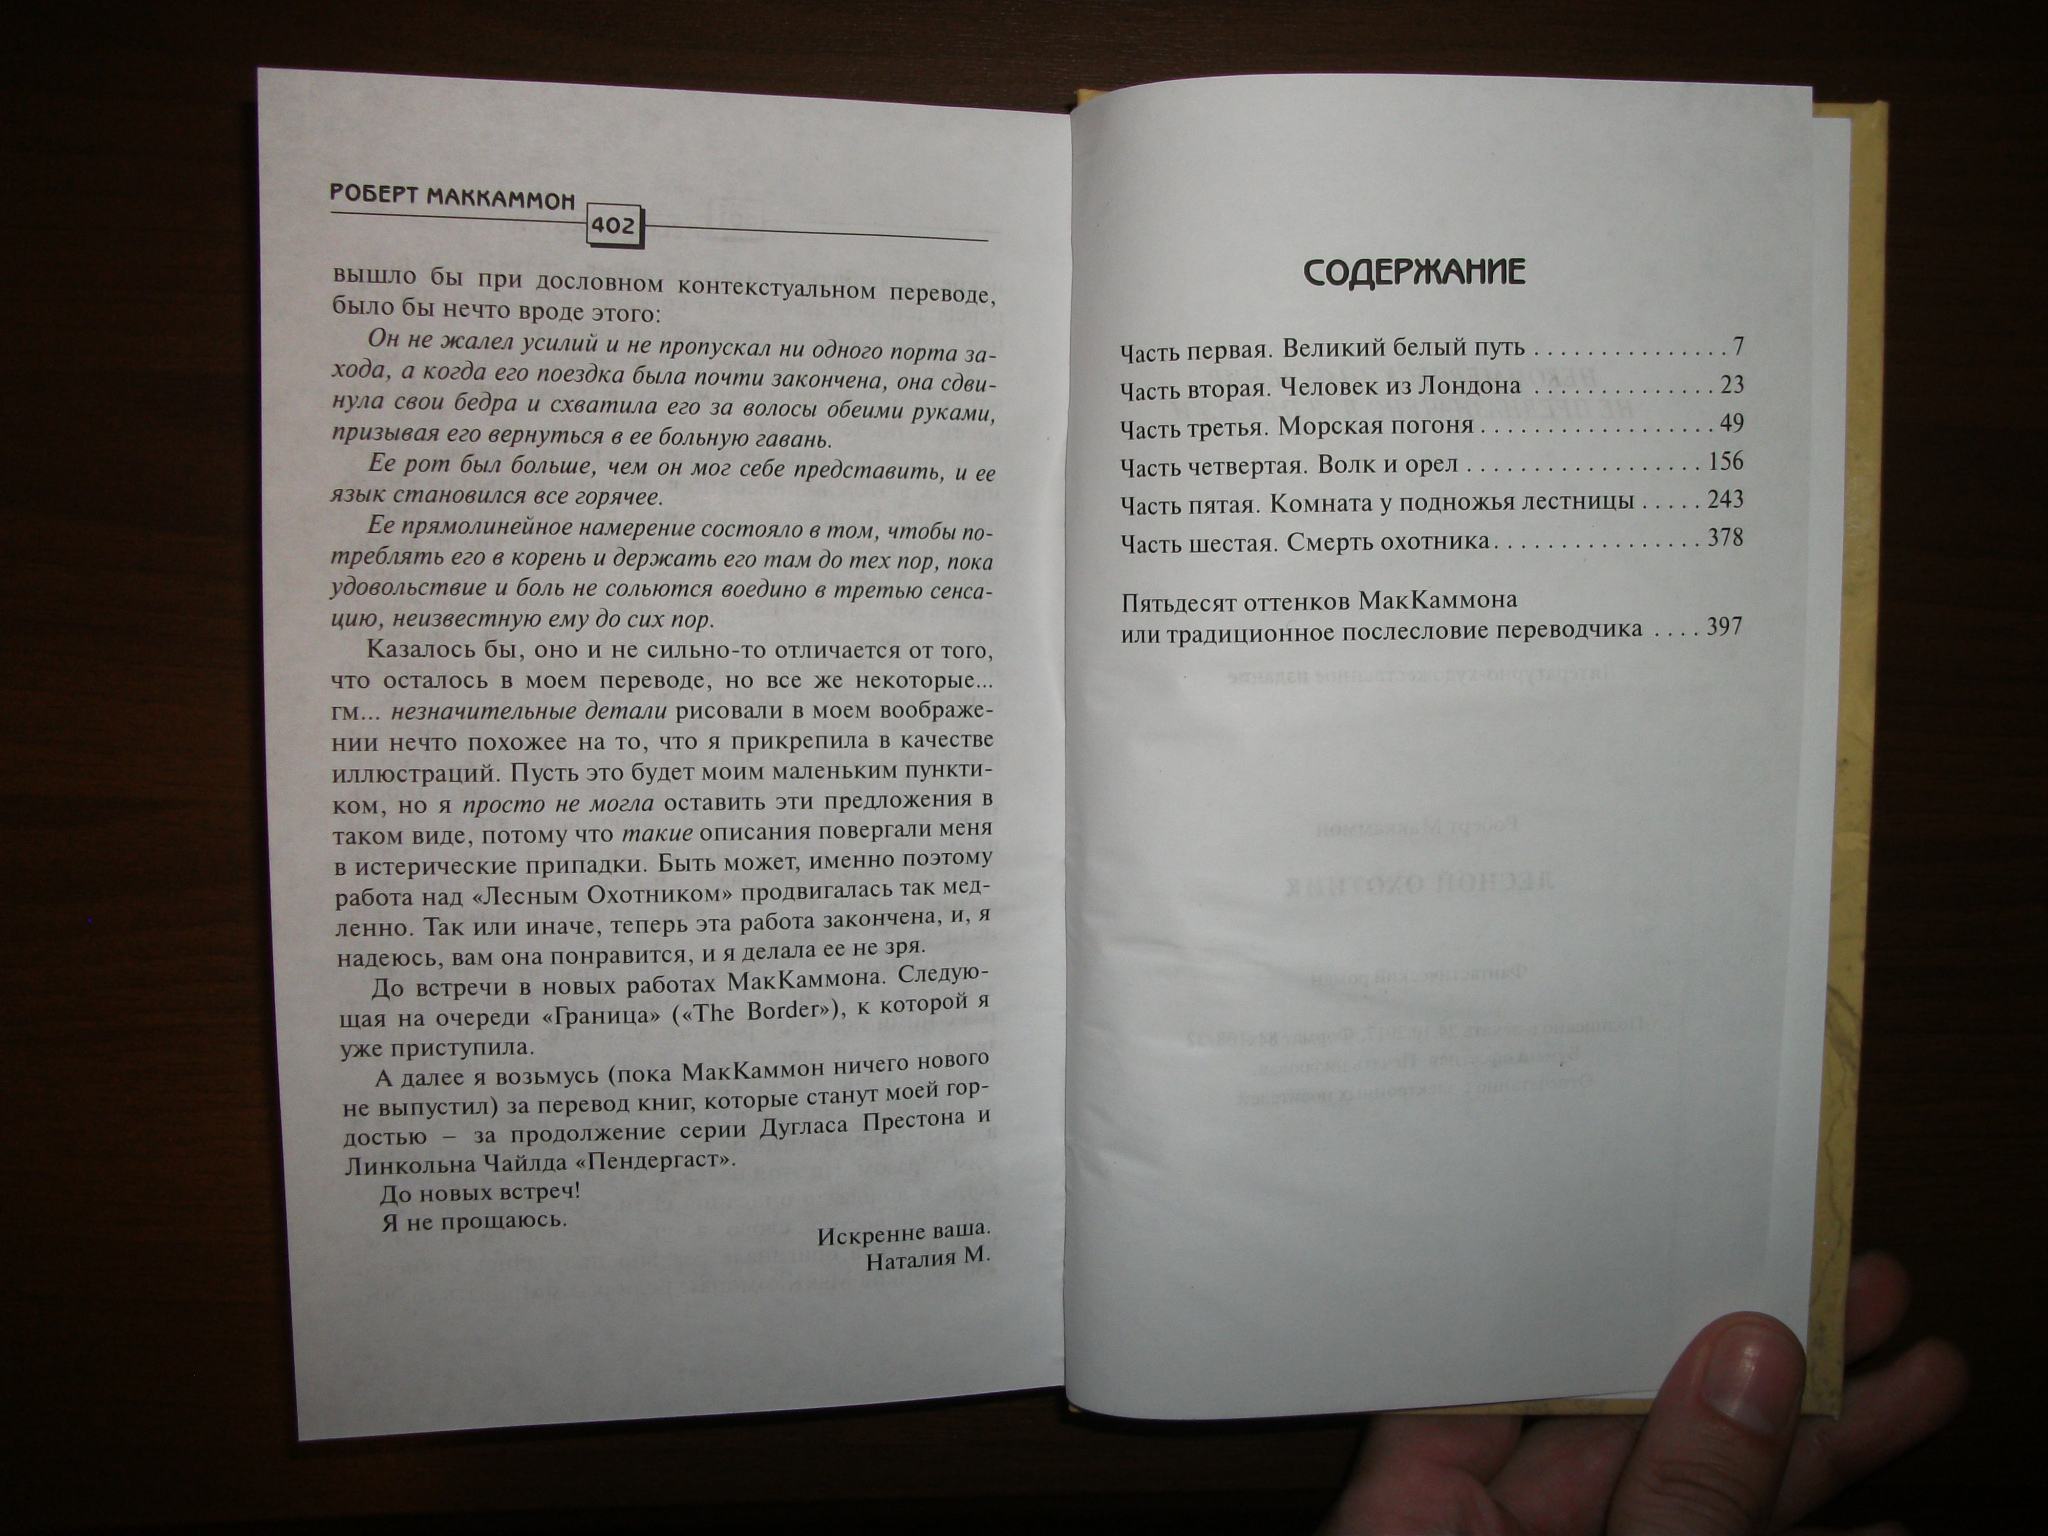 РОБЕРТ МАККАММОН
402
вышло бы при дословном контекстуальном переводе,
было бы нечто вроде этого:
Он не жалел усилий и не пропускал ни одного порта за-
хода, а когда его поездка была почти закончена, она сдви-
нула свои бедра и схватила его за волосы обеими руками,
призывая его вернуться в ее больную гавань.
Ее рот был больше, чем он мог себе представить, и ее
язык становился все горячее.
Ее прямолинейное намерение состояло в том, чтобы по-
треблять его в корень и держать его там до тех пор, пока
удовольствие и боль не сольются воедино в третью сенса-
цию, неизвестную ему до сих пор.
Казалось бы, оно и не сильно-то отличается от того,
что осталось в моем переводе, но все же некоторые...
гм... незначительные детали рисовали в моем воображе-
нии нечто похожее на то, что я прикрепила в качестве
иллюстраций. Пусть это будет моим маленьким пункти-
ком, но я просто не могла оставить эти предложения в
таком виде, потому что такие описания повергали меня
в истерические припадки. Быть может, именно поэтому
работа над «Лесным Охотником» продвигалась так мед-
ленно. Так или иначе, теперь эта работа закончена, и, я
надеюсь, вам она понравится, и я делала ее не зря.
До встречи в новых работах МакКаммона. Следую-
щая на очереди «Граница» («The Border»), к которой я
уже приступила.
А далее я возьмусь (пока МакКаммон ничего нового
не выпустил) за перевод книг, которые станут моей гор-
достью – за продолжение серии Дугласа Престона и
Линкольна Чайлда «Пендергаст».
До новых встреч!
Я не прощаюсь.
Искренне ваша.
Наталия М.
СОДЕРЖАНИЕ
Часть первая. Великий белый путь . . . . . . . . . . . . . . . 7
Часть вторая. Человек из Лондона . . . . . . . . . . . . . . 23
Часть третья. Морская погоня . . . . . . . . . . . . . . . . . . 49
Часть четвертая. Волк и орел . . . . . . . . . . . . . . . . . . 156
Часть пятая. Комната у подножья лестницы . . . . . 243
Часть шестая. Смерть охотника . . . . . . . . . . . . . . . . 378
Пятьдесят оттенков МакКаммона
или традиционное послесловие переводчика . . . . 397